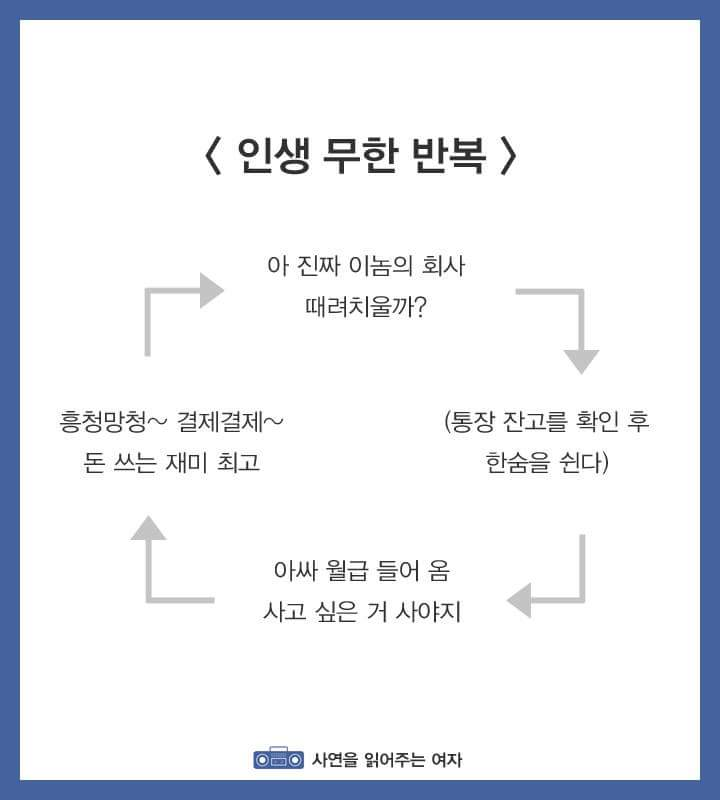 〈 인생 무한 반복 〉
아 진짜 이놈의 회사
때려치울까?
(통장 잔고를 확인 후
한숨을 쉰다)
아싸 월급 들어 옴
사고 싶은 거 사야지
흥청망청~ 결제결제~
돈 쓰는 재미 최고
사연을 읽어주는 여자